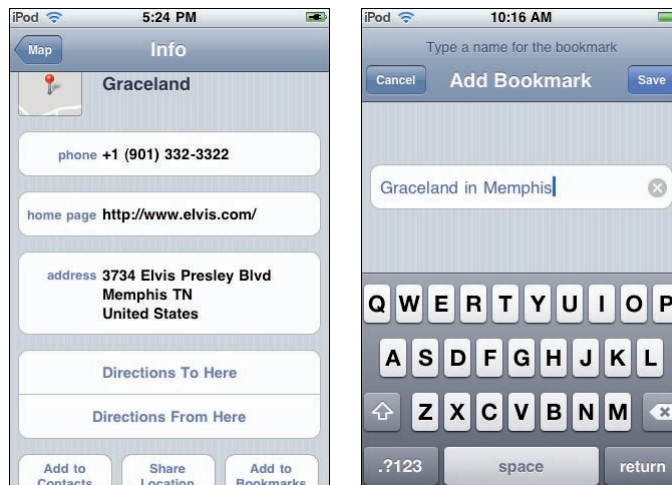 iPod 5:24 PM
Map Info
Graceland
phone +1 (901) 332-3322
home page http://www.elvis.com/
address 3734 Elvis Presley Blvd
Memphis TN
United States
Directions To Here
Directions From Here
Add to Contacts
Share Location
Add to Bookmarks
iPod 10:16 AM
Type a name for the bookmark
Cancel Add Bookmark Save
Graceland in Memphis
Q W E R T Y U I O P
A S D F G H J K L
Z X C V B N M
.?123 space return